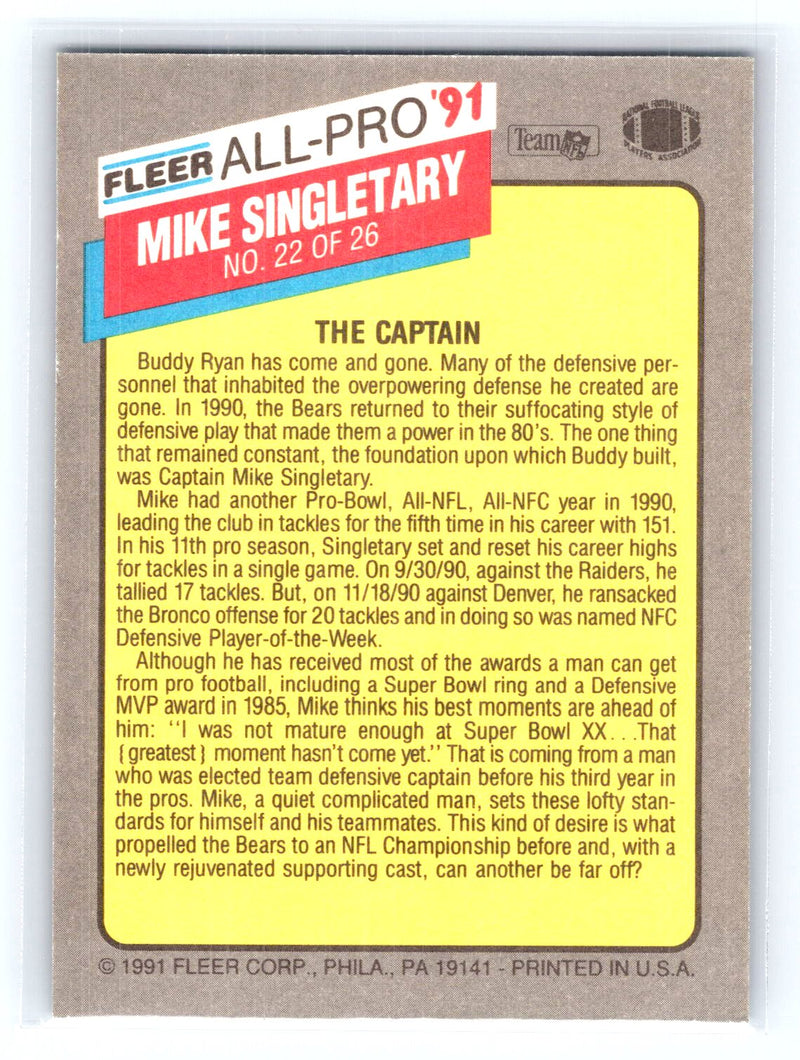 FLEER ALL-PRO '91
MIKE SINGLETARY
NO. 22 OF 26
Team NFL
NATIONAL FOOTBALL LEAGUE
PLAYERS ASSOCIATION
THE CAPTAIN
Buddy Ryan has come and gone. Many of the defensive per-
sonnel that inhabited the overpowering defense he created are
gone. In 1990, the Bears returned to their suffocating style of
defensive play that made them a power in the 80's. The one thing
that remained constant, the foundation upon which Buddy built,
was Captain Mike Singletary.
Mike had another Pro-Bowl, All-NFL, All-NFC year in 1990,
leading the club in tackles for the fifth time in his career with 151.
In his 11th pro season, Singletary set and reset his career highs
for tackles in a single game. On 9/30/90, against the Raiders, he
tallied 17 tackles. But, on 11/18/90 against Denver, he ransacked
the Bronco offense for 20 tackles and in doing so was named NFC
Defensive Player-of-the-Week.
Although he has received most of the awards a man can get
from pro football, including a Super Bowl ring and a Defensive
MVP award in 1985, Mike thinks his best moments are ahead of
him: "I was not mature enough at Super Bowl XX. . .That
{greatest} moment hasn't come yet." That is coming from a man
who was elected team defensive captain before his third year in
the pros. Mike, a quiet complicated man, sets these lofty stan-
dards for himself and his teammates. This kind of desire is what
propelled the Bears to an NFL Championship before and, with a
newly rejuvenated supporting cast, can another be far off?
© 1991 FLEER CORP., PHILA., PA 19141 - PRINTED IN U.S.A.